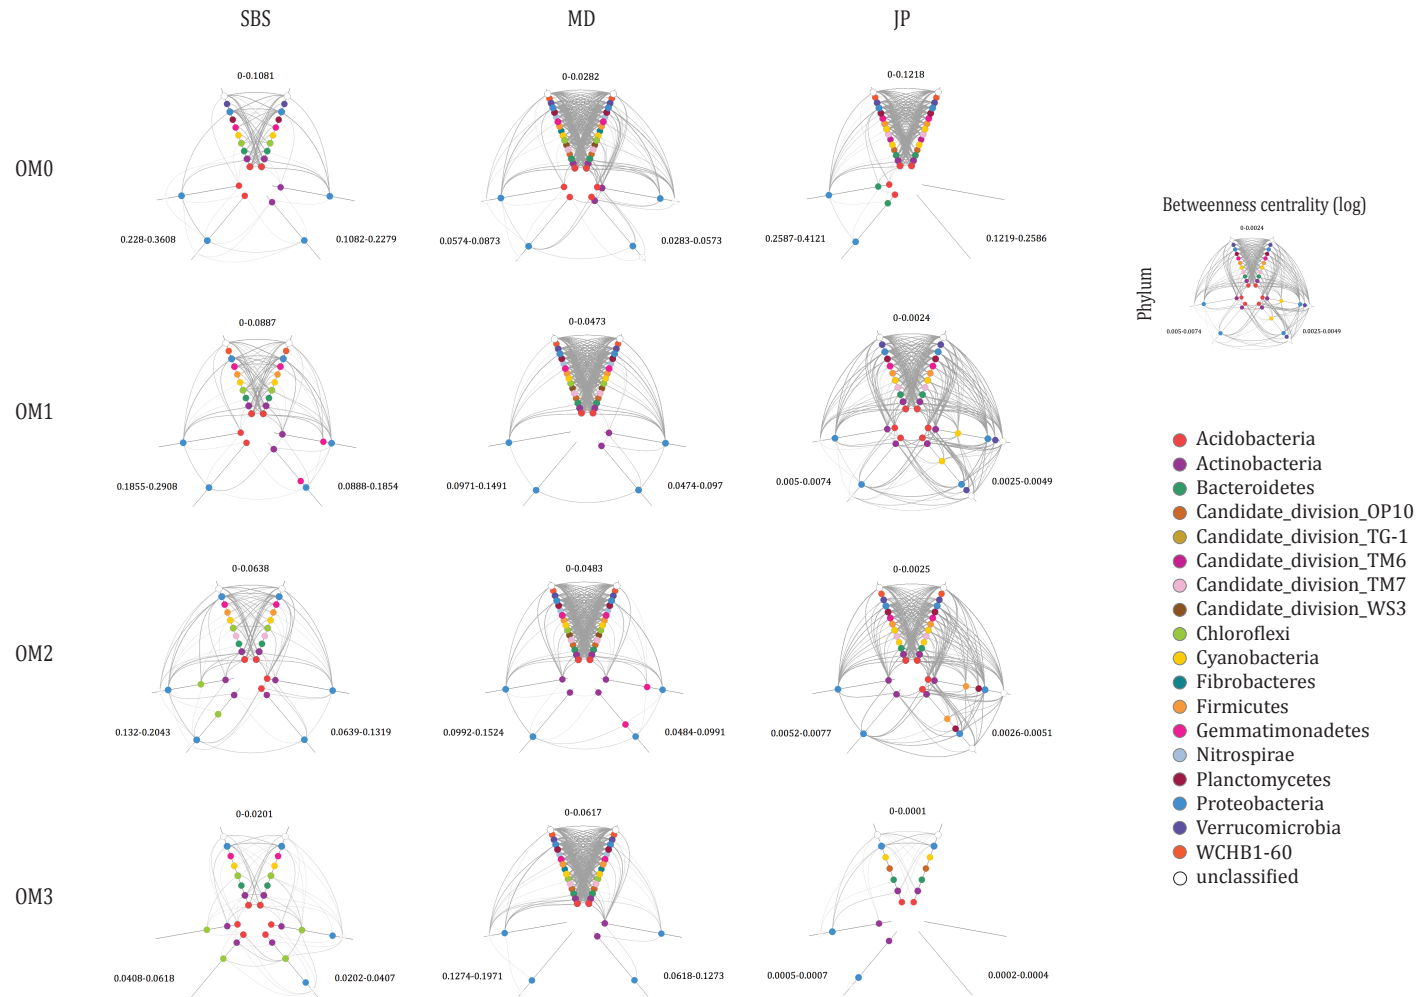 SBS
MD
JP
OM0
0-0.1081
0.228-0.3608
0.1082-0.2279
0-0.0282
0.0574-0.0873
0.0283-0.0573
0-0.1218
0.2587-0.4121
0.1219-0.2586
OM1
0-0.0887
0.1855-0.2908
0.0888-0.1854
0-0.0473
0.0971-0.1491
0.0474-0.097
0-0.0024
0.005-0.0074
0.0025-0.0049
OM2
0-0.0638
0.132-0.2043
0.0639-0.1319
0-0.0483
0.0992-0.1524
0.0484-0.0991
0-0.0025
0.0052-0.0077
0.0026-0.0051
OM3
0-0.0201
0.0408-0.0618
0.0202-0.0407
0-0.0617
0.1274-0.1971
0.0618-0.1273
0-0.0001
0.0005-0.0007
0.0002-0.0004
Betweenness centrality (log)
Phylum
0-0.0024
0.005-0.0074
0.0025-0.0049
Acidobacteria
Actinobacteria
Bacteroidetes
Candidate_division_OP10
Candidate_division_TG-1
Candidate_division_TM6
Candidate_division_TM7
Candidate_division_WS3
Chloroflexi
Cyanobacteria
Fibrobacteres
Firmicutes
Gemmatimonadetes
Nitrospirae
Planctomycetes
Proteobacteria
Verrucomicrobia
WCHB1-60
unclassified